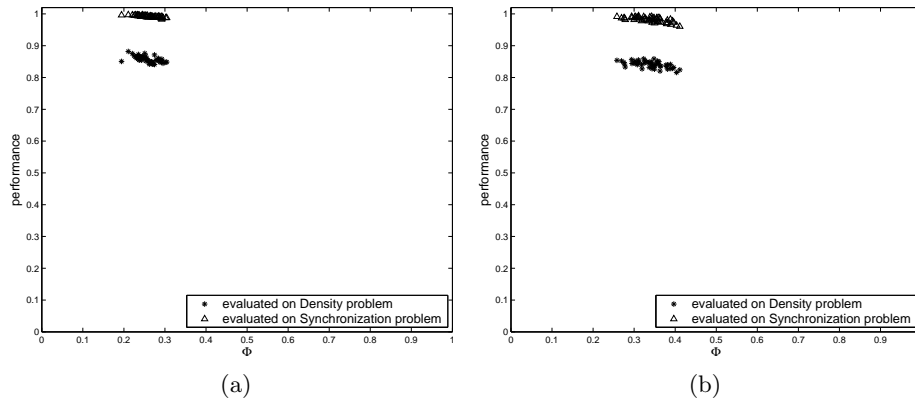 1
0.9
0.8
0.7
0.6
0.5
0.4
0.3
0.2
0.1
0
performance
0 0.1 0.2 0.3 0.4 0.5 0.6 0.7 0.8 0.9 1
Φ
evaluated on Density problem
evaluated on Synchronization problem
(a)
1
0.9
0.8
0.7
0.6
0.5
0.4
0.3
0.2
0.1
0
performance
0 0.1 0.2 0.3 0.4 0.5 0.6 0.7 0.8 0.9
Φ
evaluated on Density problem
evaluated on Synchronization problem
(b)